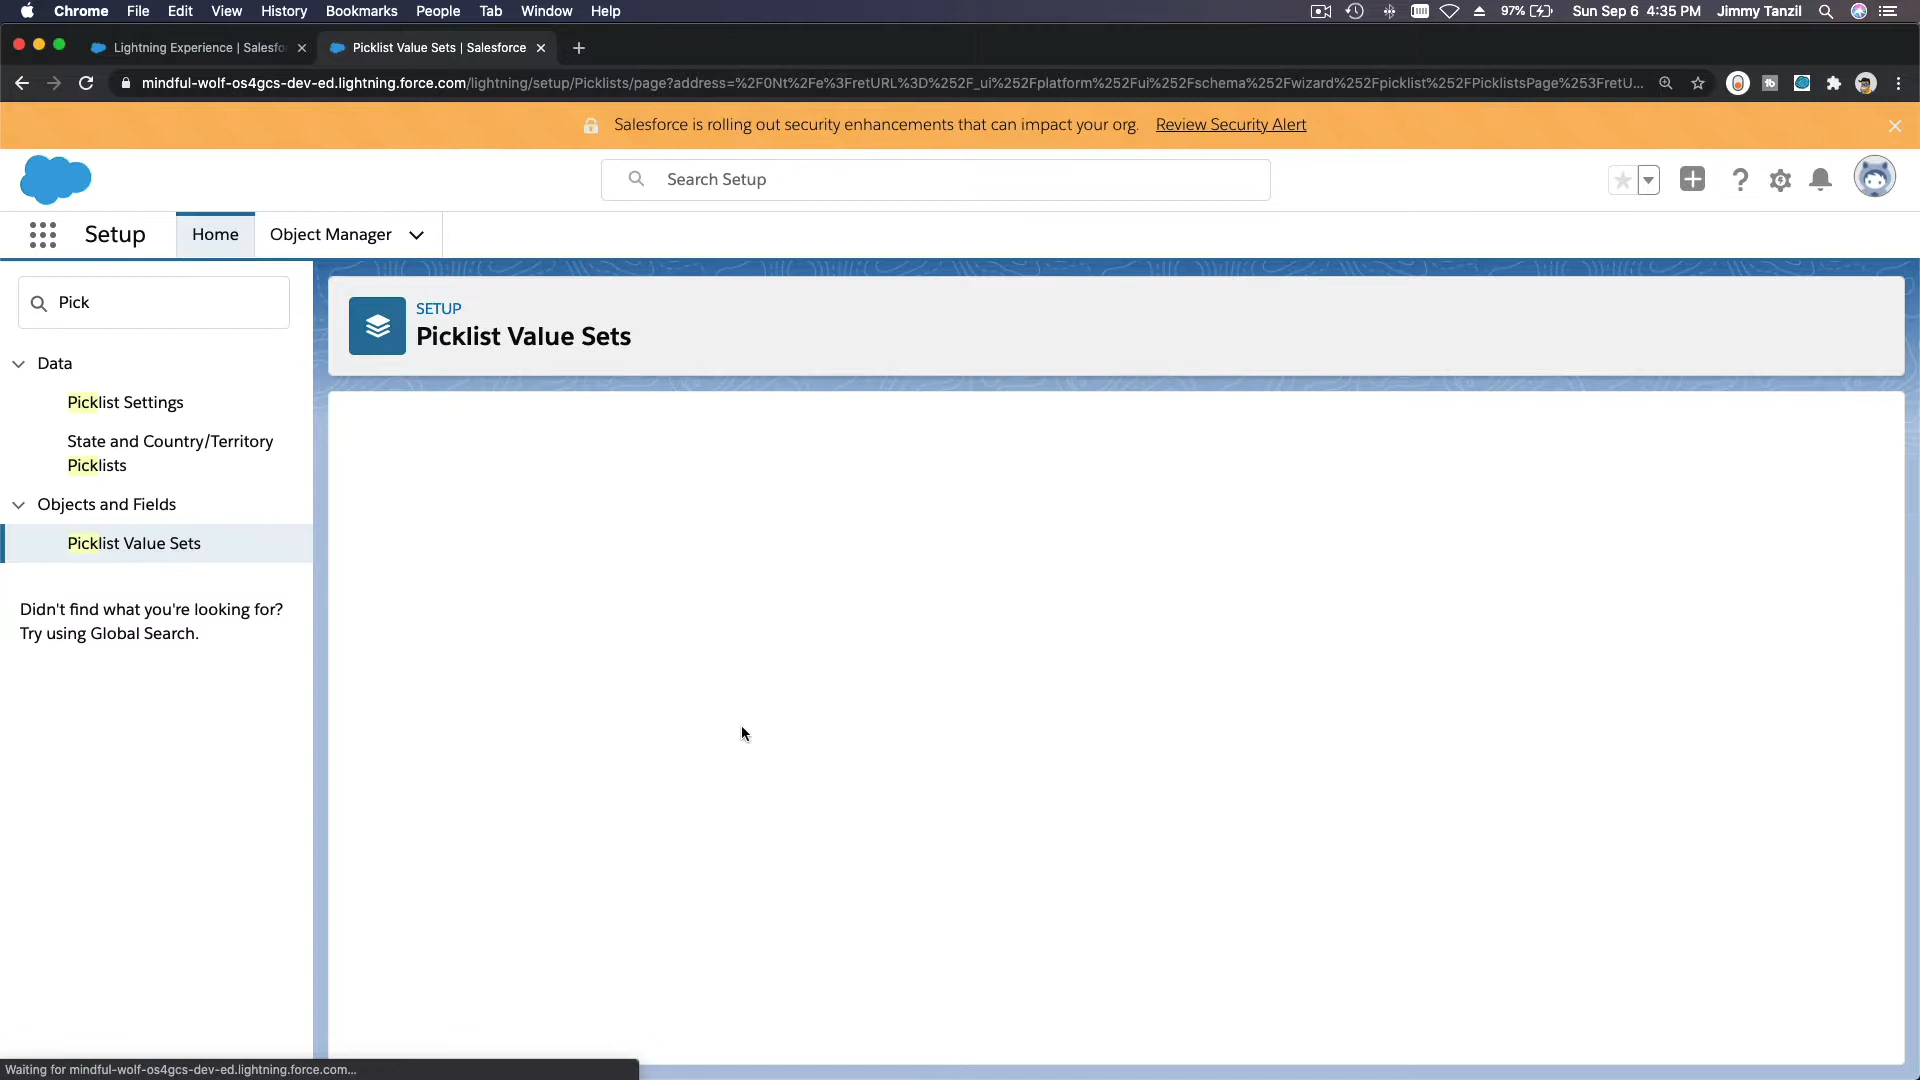 Chrome File Edit View History Bookmarks People Tab Window Help 97% Sun Sep 6 4:35 PM Jimmy Tanzil
Lightning Experience | Salesfo
Picklist Value Sets | Salesforce
mindful-wolf-os4gcs-dev-ed.lightning.force.com/lightning/setup/Picklists/page?address=%2F0Nt%2Fe%3FretURL%3D%252F_ui%252Fplatform%252Fui%252Fschema%252Fwizard%252Fpicklist%252FPicklistsPage%253FretU...
Salesforce is rolling out security enhancements that can impact your org. Review Security Alert
Search Setup
Setup Home Object Manager
Pick
Data
Picklist Settings
State and Country/Territory
Picklists
Objects and Fields
Picklist Value Sets
Didn't find what you're looking for?
Try using Global Search.
SETUP
Picklist Value Sets
Waiting for mindful-wolf-os4gcs-dev-ed.lightning.force.com...